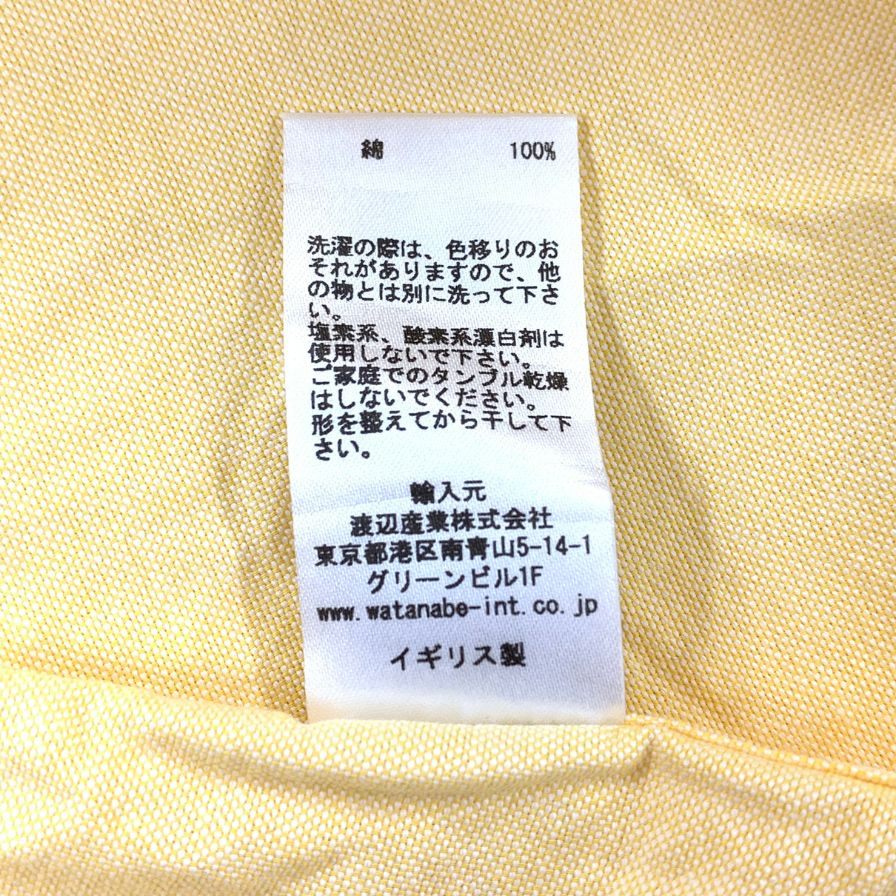 綿 100%
洗濯の際は、色移りのお
それがありますので、他
の物とは別に洗って下さ
い。
塩素系、酸素系漂白剤は
使用しないで下さい。
ご家庭でのタンブル乾燥
はしないでください。
形を整えてから干して下
さい。
輸入元
渡辺産業株式会社
東京都港区南青山5-14-1
グリーンビル1F
www.watanabe-int.co.jp
イギリス製